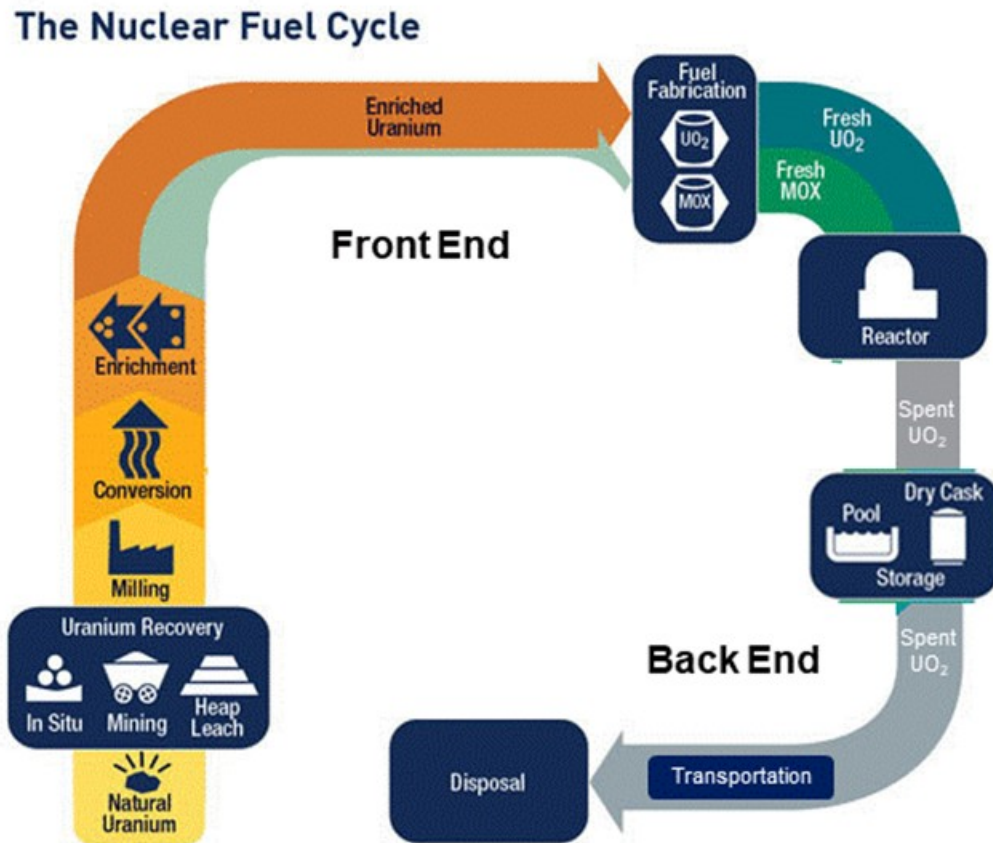 The Nuclear Fuel Cycle
Enriched
Uranium
Fuel
Fabrication
UO₂
MOX
Fresh
UO₂
Fresh
MOX
Front End
Reactor
Enrichment
Spent
UO₂
Conversion
Dry Cask
Pool
Storage
Milling
Uranium Recovery
In Situ
Mining
Heap
Leach
Spent
UO₂
Back End
Disposal
Transportation
Natural
Uranium